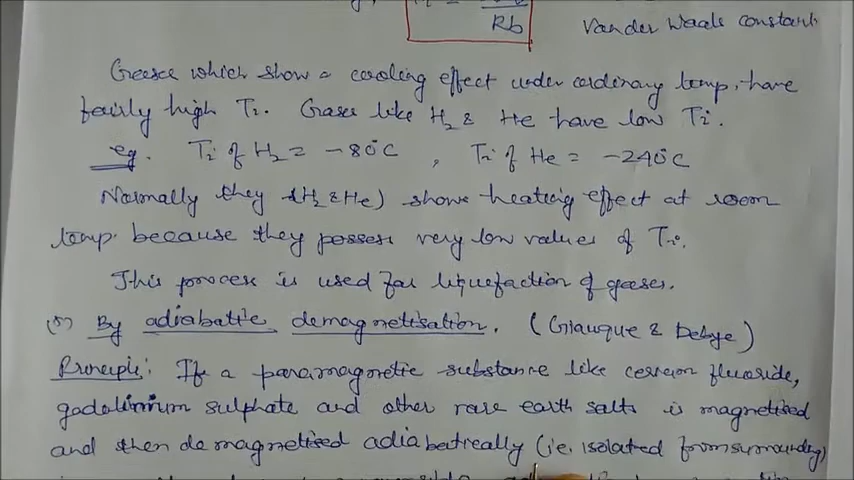 Rb
Vander Waals constant
Gases which show a cooling effect under ordinary temp. have
fairly high Ti. Gases like H2 & He have low Ti.
eg. Ti of H2 = -80°C , Ti of He = -240°C
Normally they (H2 & He) shows heating effect at room
temp. because they possess very low values of Ti.
This process is used for liquefaction of gases.
(5) By adiabatic demagnetisation. (Giauque & Debye)
Principle: If a paramagnetic substance like cerium fluoride,
gadolinium sulphate and other rare earth salts is magnetised
and then demagnetised adiabatically (i.e. isolated from surrounding)